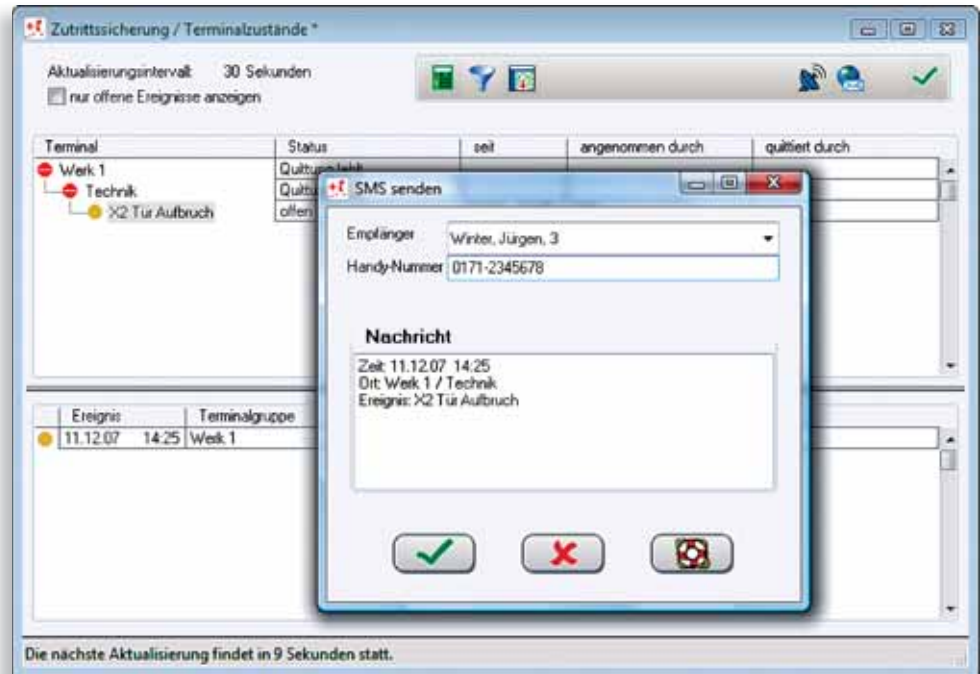 Zutrittssicherung / Terminalzustände *
Aktualisierungsintervall: 30 Sekunden
nur offene Ereignisse anzeigen
Terminal Status seit angenommen durch quittiert durch
Werk 1
Technik
X2 Tür Aufbruch offen
SMS senden
Empfänger Winter, Jürgen, 3
Handy-Nummer 0171-2345678
Nachricht
Zeit: 11.12.07 14:25
Ort: Werk 1 / Technik
Ereignis: X2 Tür Aufbruch
Ereignis Terminalgruppe
11.12.07 14:25 Werk 1
Die nächste Aktualisierung findet in 9 Sekunden statt.